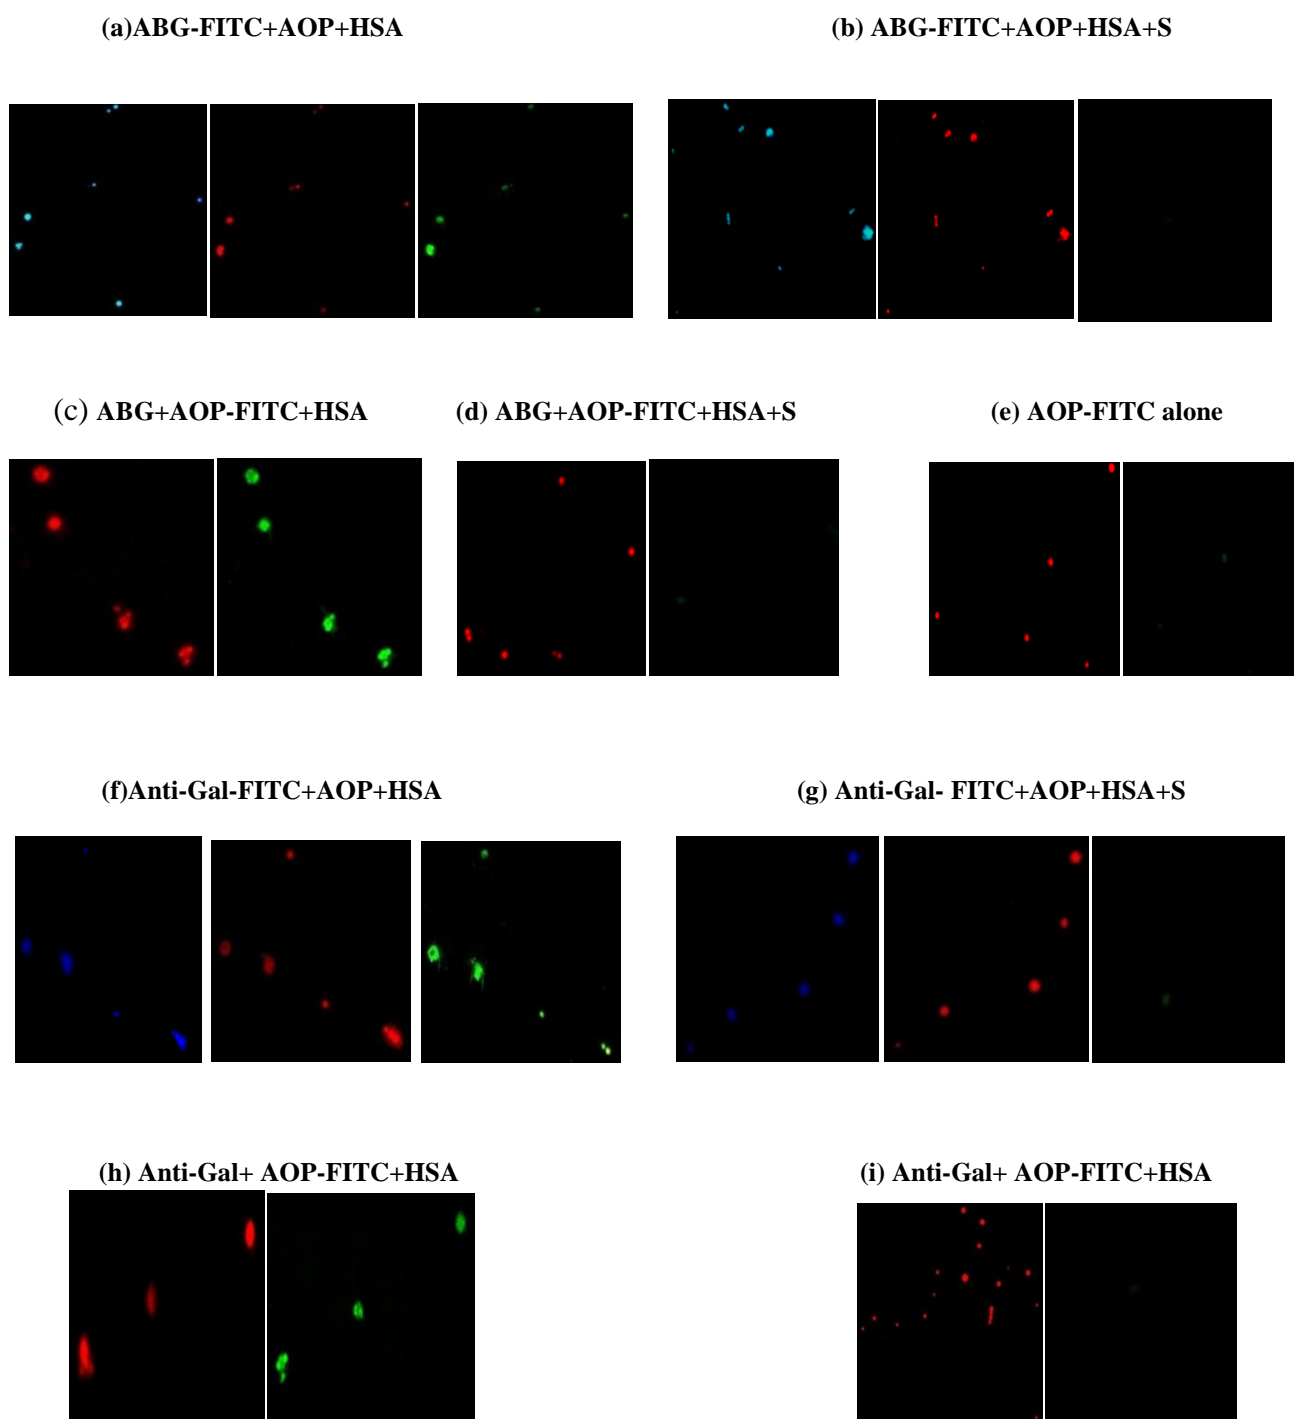 (a)ABG-FITC+AOP+HSA
(b) ABG-FITC+AOP+HSA+S
(c) ABG+AOP-FITC+HSA
(d) ABG+AOP-FITC+HSA+S
(e) AOP-FITC alone
(f)Anti-Gal-FITC+AOP+HSA
(g) Anti-Gal- FITC+AOP+HSA+S
(h) Anti-Gal+ AOP-FITC+HSA
(i) Anti-Gal+ AOP-FITC+HSA